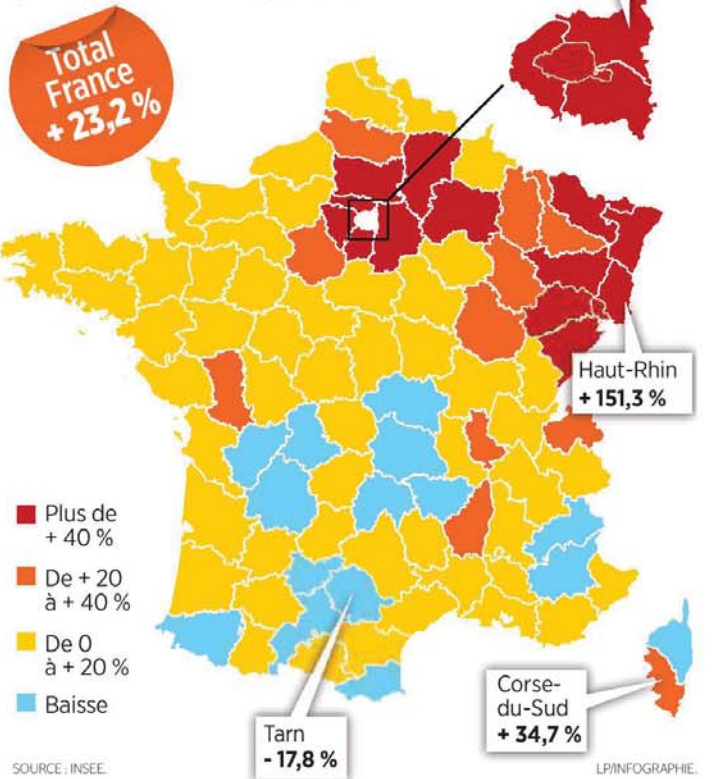 Total
France
+ 23,2 %
Haut-Rhin
+ 151,3 %
Plus de
+ 40 %
De + 20
à + 40 %
De 0
à + 20 %
Baisse
Corse-
du-Sud
+ 34,7 %
Tarn
- 17,8 %
SOURCE : INSEE.
LP/INFOGRAPHIE.